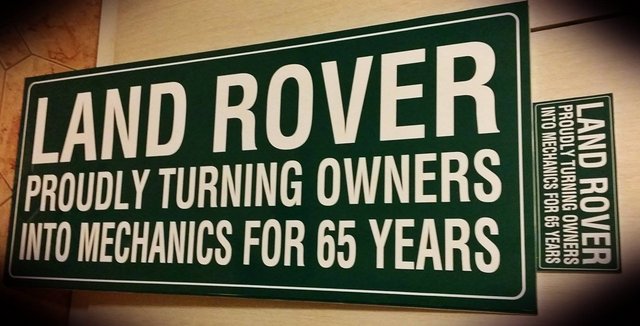 LAND ROVER
PROUDLY TURNING OWNERS
INTO MECHANICS FOR 65 YEARS
LAND ROVER
PROUDLY TURNING OWNERS
INTO MECHANICS FOR 65 YEARS